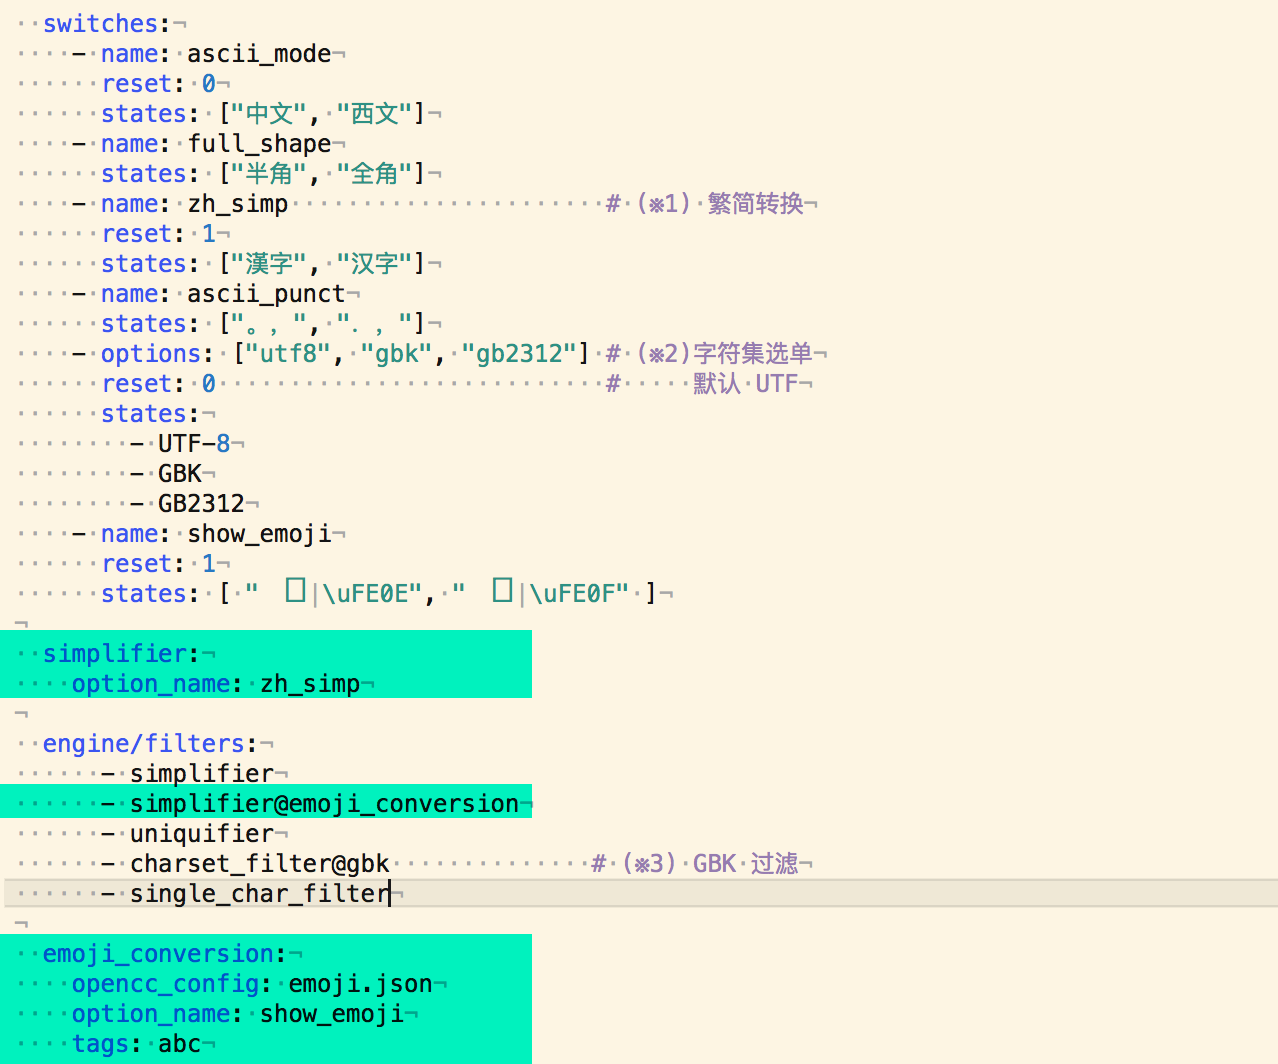 switches:
- name: ascii_mode
reset: 0
states: ["中文", "西文"]
- name: full_shape
states: ["半角", "全角"]
- name: zh_simp # (※1) 繁简转换
reset: 1
states: ["漢字", "汉字"]
- name: ascii_punct
states: ["。，", "．，"]
- options: ["utf8", "gbk", "gb2312"] # (※2)字符集选单
reset: 0 # 默认 UTF
states:
- UTF-8
- GBK
- GB2312
- name: show_emoji
reset: 1
states: [ "□|\uFE0E", "□|\uFE0F" ]
simplifier:
option_name: zh_simp
engine/filters:
- simplifier
- simplifier@emoji_conversion
- uniquifier
- charset_filter@gbk # (※3) GBK 过滤
- single_char_filter
emoji_conversion:
opencc_config: emoji.json
option_name: show_emoji
tags: abc